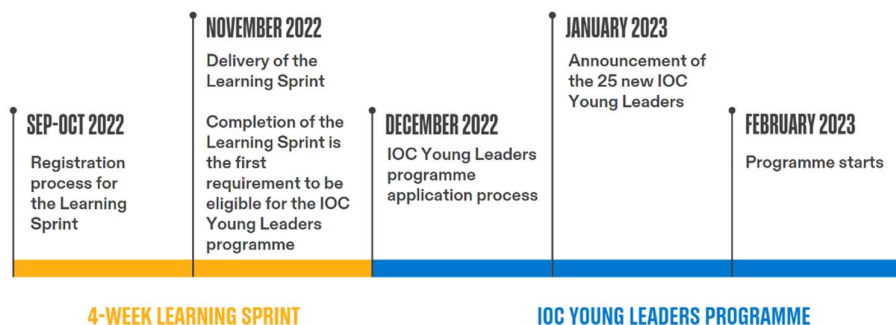 SEP-OCT 2022
Registration
process for
the Learning
Sprint
NOVEMBER 2022
Delivery of the
Learning Sprint
Completion of the
Learning Sprint is
the first
requirement to be
eligible for the IOC
Young Leaders
programme
DECEMBER 2022
IOC Young Leaders
programme
application process
JANUARY 2023
Announcement of
the 25 new IOC
Young Leaders
FEBRUARY 2023
Programme starts
4-WEEK LEARNING SPRINT
IOC YOUNG LEADERS PROGRAMME